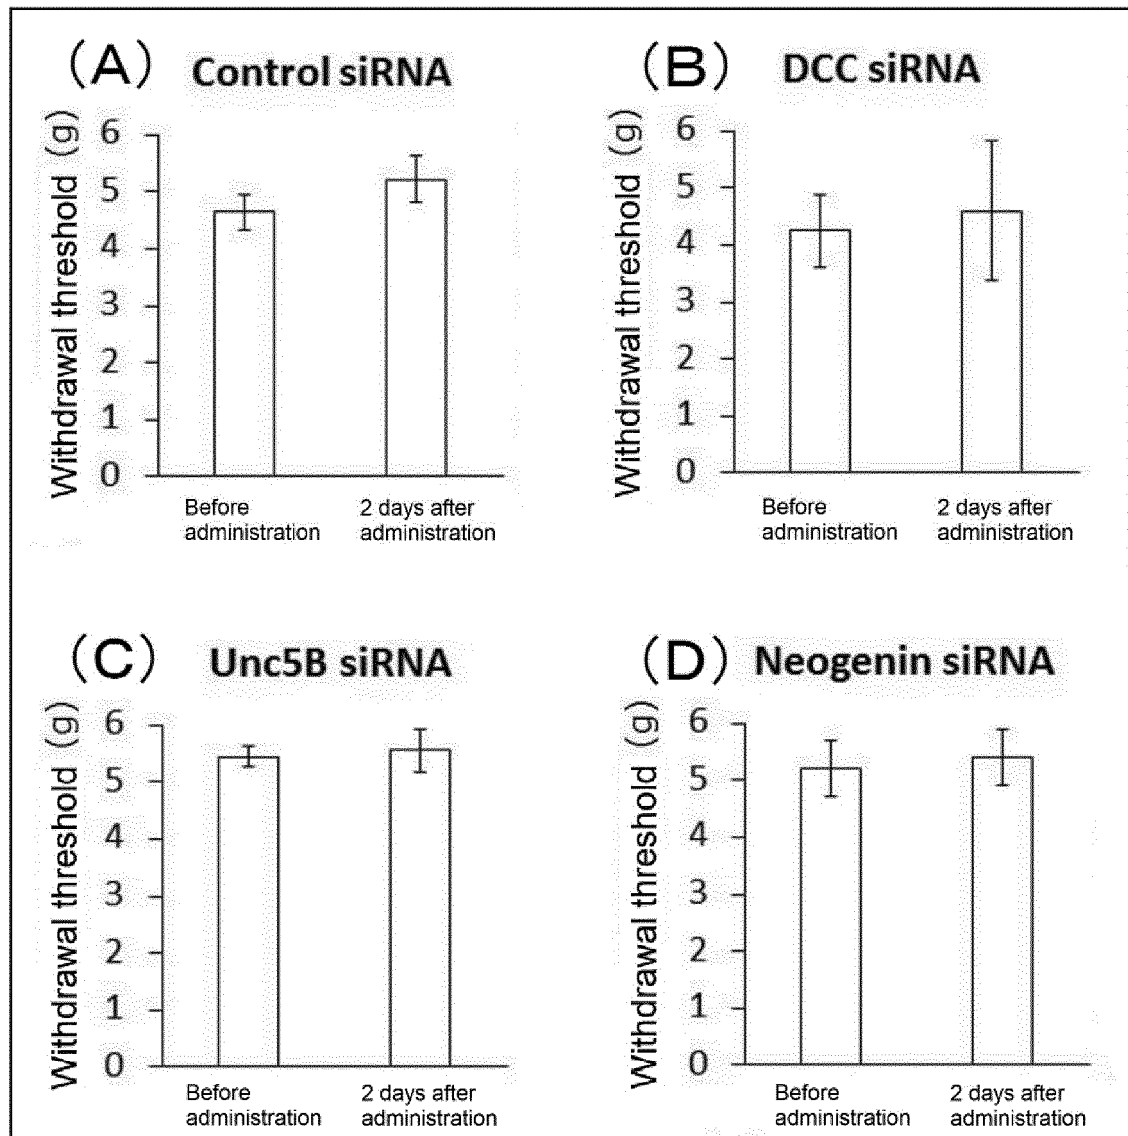 (A) Control siRNA
Withdrawal threshold (g)
6
5
4
3
2
1
0
Before
administration
2 days after
administration
(B) DCC siRNA
Withdrawal threshold (g)
6
5
4
3
2
1
0
Before
administration
2 days after
administration
(C) Unc5B siRNA
Withdrawal threshold (g)
6
5
4
3
2
1
0
Before
administration
2 days after
administration
(D) Neogenin siRNA
Withdrawal threshold (g)
6
5
4
3
2
1
0
Before
administration
2 days after
administration